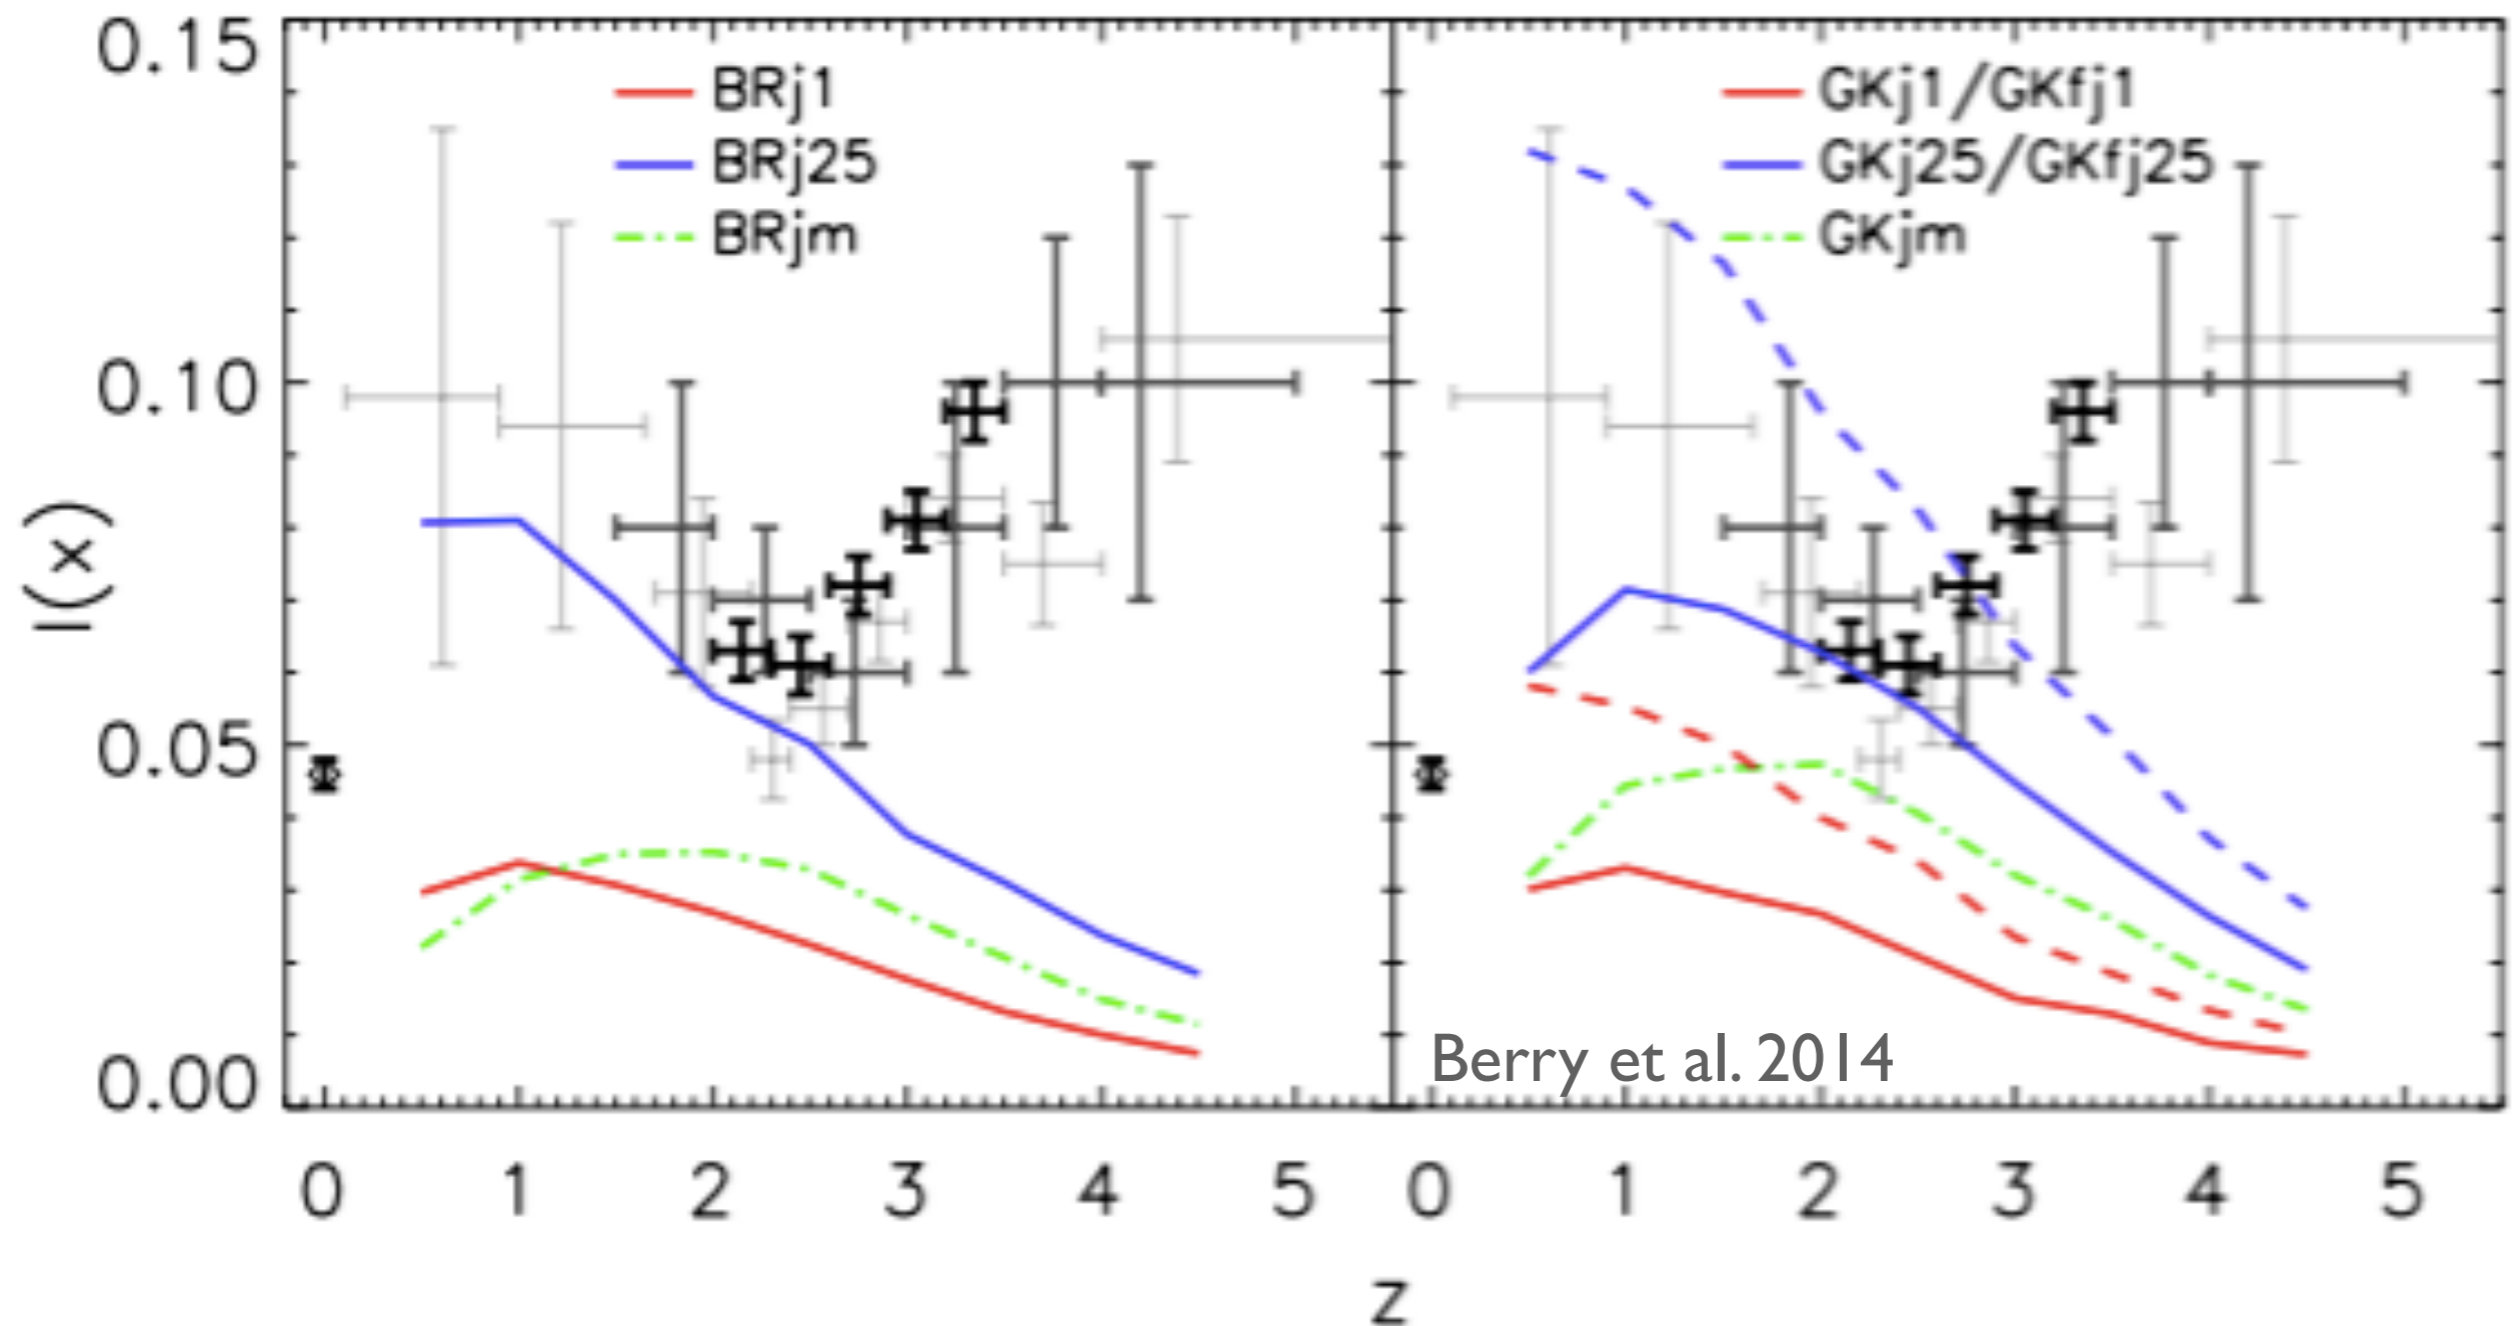 0.15
0.10
0.05
0.00
l(x)
BRj1
BRj25
BRjm
GKj1/GKfj1
GKj25/GKfj25
GKjm
Berry et al. 2014
0 1 2 3 4 5 0 1 2 3 4 5
z